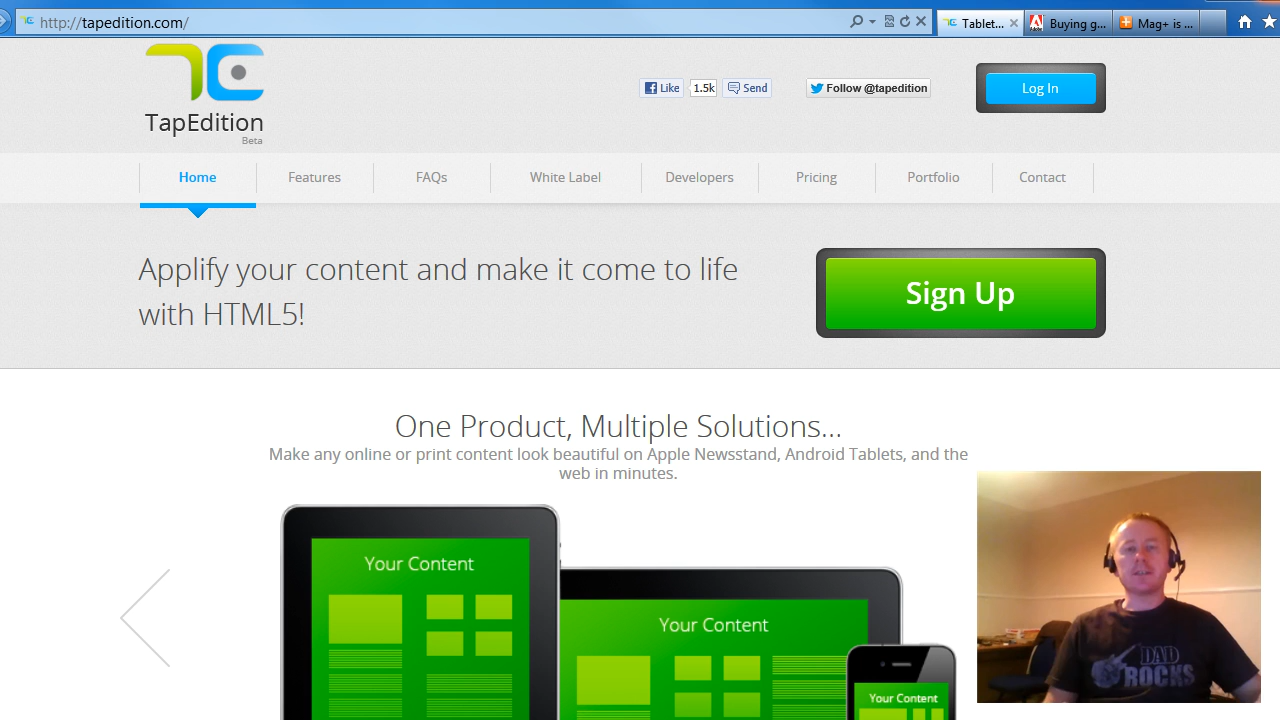 http://tapedition.com/
Tablet...
Buying g...
Mag+ is ...
TapEdition
Beta
Like
1.5k
Send
Follow @tapedition
Log In
Home
Features
FAQs
White Label
Developers
Pricing
Portfolio
Contact
Applify your content and make it come to life
with HTML5!
Sign Up
One Product, Multiple Solutions...
Make any online or print content look beautiful on Apple Newsstand, Android Tablets, and the
web in minutes.
Your Content
Your Content
Your Content
DAD
ROCKS